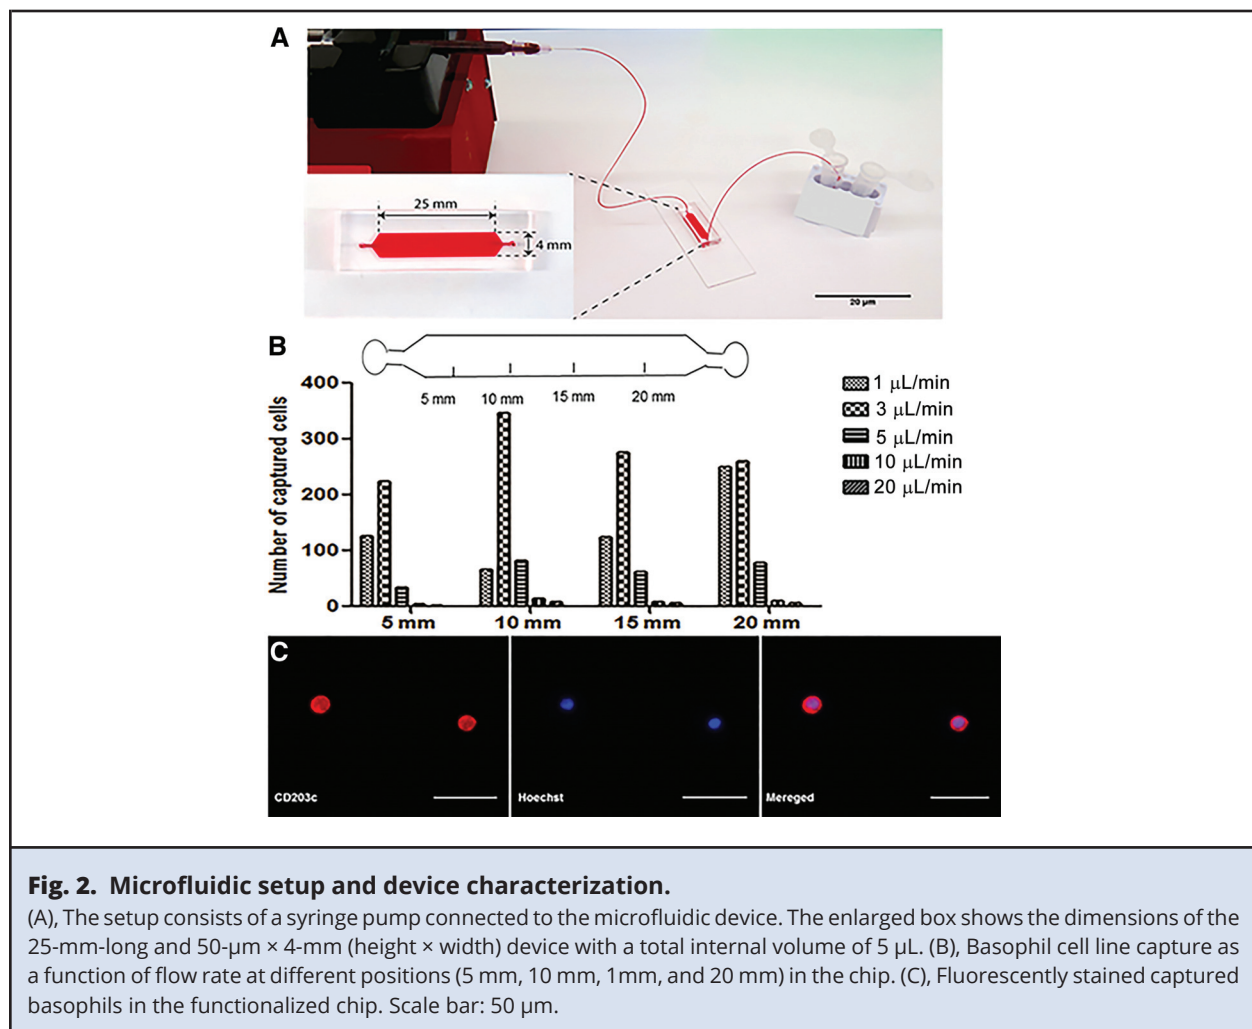 A
25 mm
4 mm
20 µm
B
5 mm 10 mm 15 mm 20 mm
Number of captured cells
400
300
200
100
0
5 mm 10 mm 15 mm 20 mm
1 µL/min
3 µL/min
5 µL/min
10 µL/min
20 µL/min
C
CD203c
Hoechst
Mereged
Fig. 2. Microfluidic setup and device characterization.
(A), The setup consists of a syringe pump connected to the microfluidic device. The enlarged box shows the dimensions of the
25-mm-long and 50-µm × 4-mm (height × width) device with a total internal volume of 5 µL. (B), Basophil cell line capture as
a function of flow rate at different positions (5 mm, 10 mm, 1mm, and 20 mm) in the chip. (C), Fluorescently stained captured
basophils in the functionalized chip. Scale bar: 50 µm.